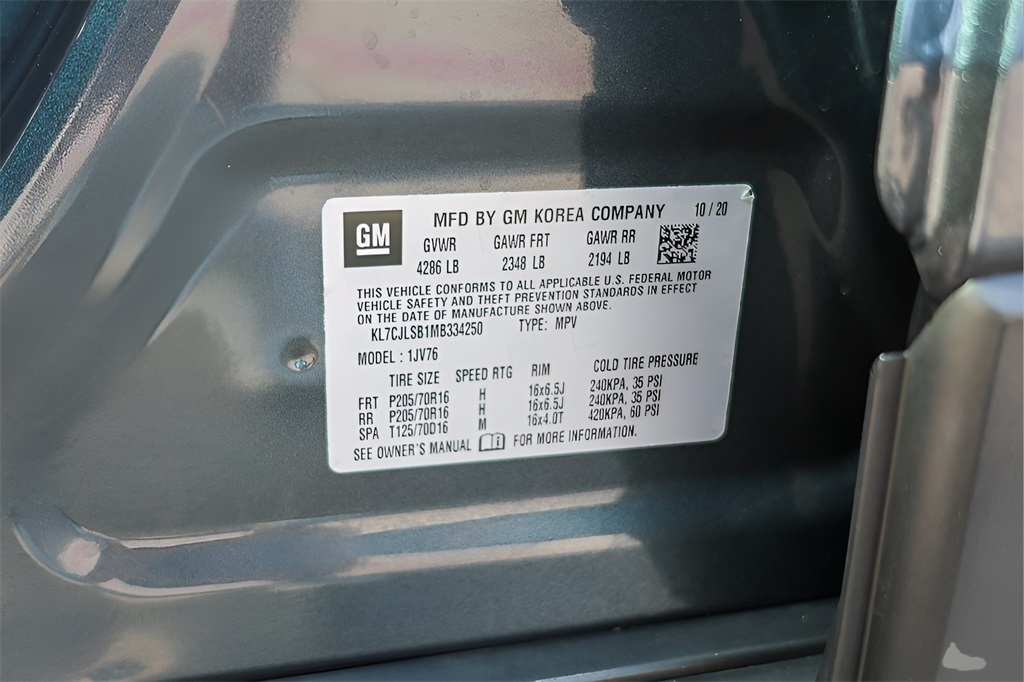 GM
MFD BY GM KOREA COMPANY 10 / 20
GVWR GAWR FRT GAWR RR
4286 LB 2348 LB 2194 LB
THIS VEHICLE CONFORMS TO ALL APPLICABLE U.S. FEDERAL MOTOR
VEHICLE SAFETY AND THEFT PREVENTION STANDARDS IN EFFECT
ON THE DATE OF MANUFACTURE SHOWN ABOVE.
KL7CJLSB1MB334250 TYPE: MPV
MODEL : 1JV76
TIRE SIZE SPEED RTG RIM COLD TIRE PRESSURE
FRT P205/70R16 H 16x6.5J 240KPA, 35 PSI
RR P205/70R16 H 16x6.5J 240KPA, 35 PSI
SPA T125/70D16 M 16x4.0T 420KPA, 60 PSI
SEE OWNER'S MANUAL FOR MORE INFORMATION.